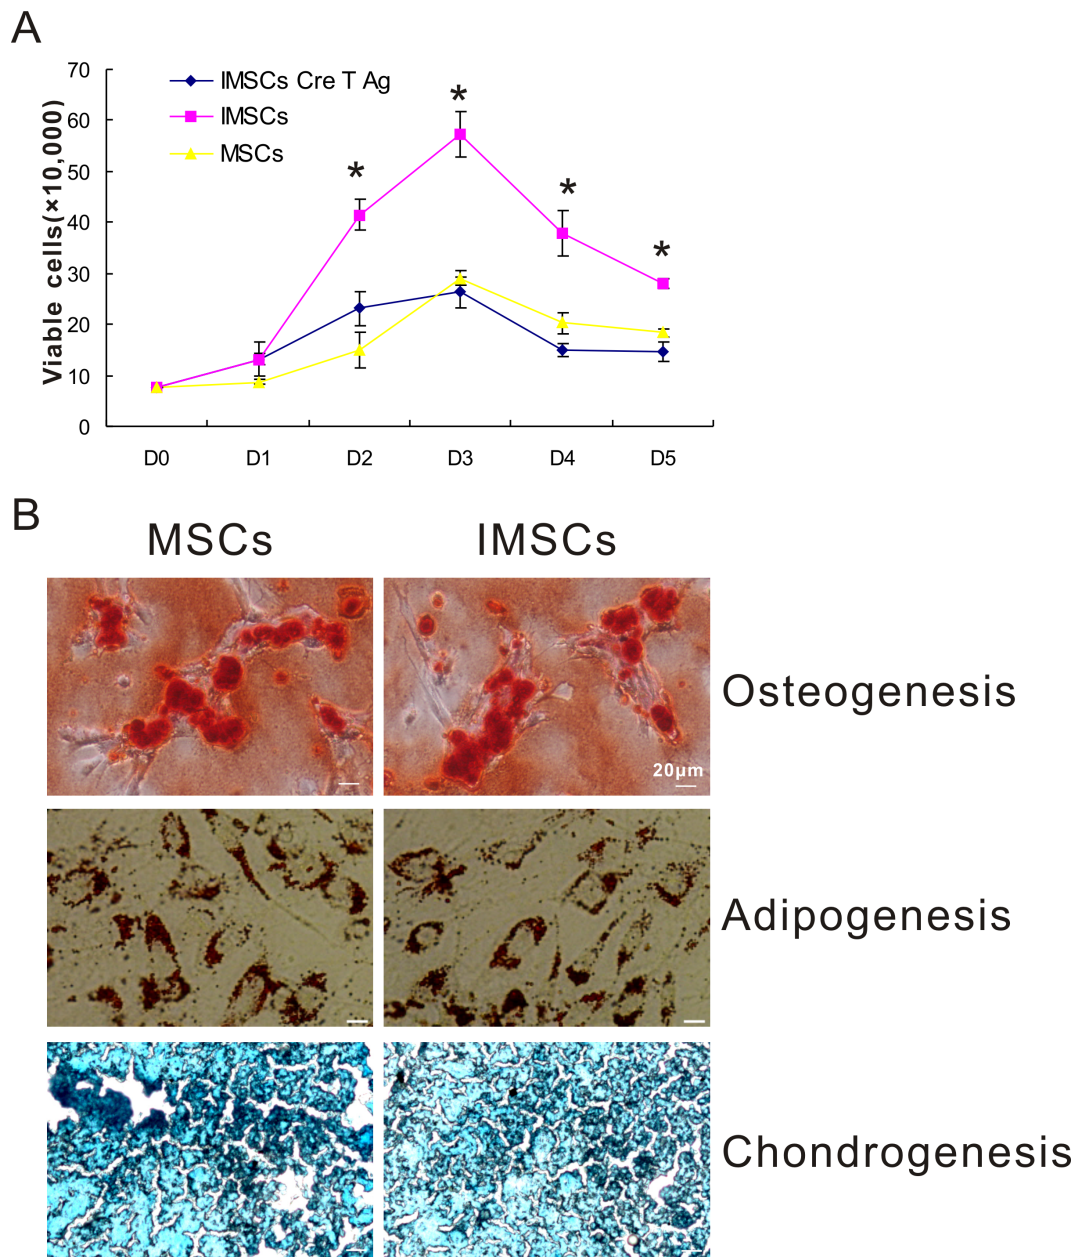 A
70
60
50
40
30
20
10
0
Viable cells(×10,000)
IMSCs Cre T Ag
IMSCs
MSCs
*
*
*
*
D0 D1 D2 D3 D4 D5
B
MSCs IMSCs
Osteogenesis
20μm
Adipogenesis
Chondrogenesis